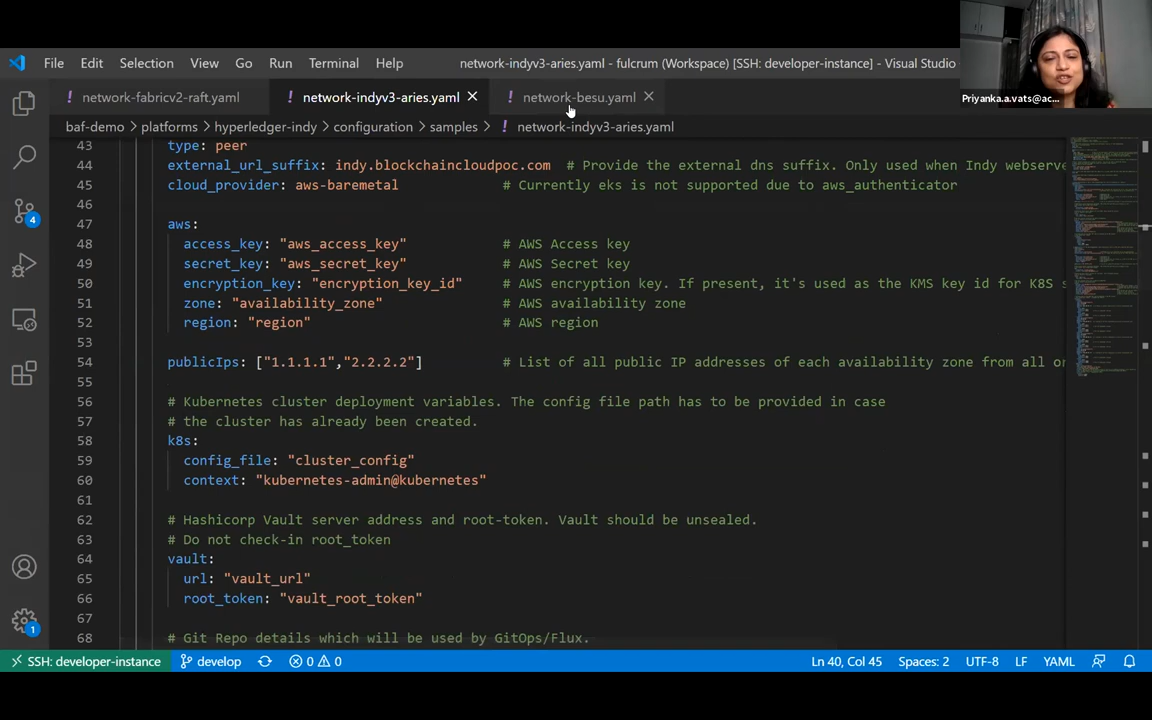 File Edit Selection View Go Run Terminal Help network-indyv3-aries.yaml - fulcrum (Workspace) [SSH: developer-instance] - Visual Studio
Priyanka.a.vats@ac...
! network-fabricv2-raft.yaml ! network-indyv3-aries.yaml × ! network-besu.yaml ×
baf-demo > platforms > hyperledger-indy > configuration > samples > ! network-indyv3-aries.yaml
43 type: peer
44 external_url_suffix: indy.blockchaincloudpoc.com # Provide the external dns suffix. Only used when Indy webserve
45 cloud_provider: aws-baremetal # Currently eks is not supported due to aws_authenticator
46
47 aws:
48 access_key: "aws_access_key" # AWS Access key
49 secret_key: "aws_secret_key" # AWS Secret key
50 encryption_key: "encryption_key_id" # AWS encryption key. If present, it's used as the KMS key id for K8S s
51 zone: "availability_zone" # AWS availability zone
52 region: "region" # AWS region
53
54 publicIps: ["1.1.1.1","2.2.2.2"] # List of all public IP addresses of each availability zone from all or
55
56 # Kubernetes cluster deployment variables. The config file path has to be provided in case
57 # the cluster has already been created.
58 k8s:
59 config_file: "cluster_config"
60 context: "kubernetes-admin@kubernetes"
61
62 # Hashicorp Vault server address and root-token. Vault should be unsealed.
63 # Do not check-in root_token
64 vault:
65 url: "vault_url"
66 root_token: "vault_root_token"
67
68 # Git Repo details which will be used by GitOps/Flux.
4
1
SSH: developer-instance develop 0 0 Ln 40, Col 45 Spaces: 2 UTF-8 LF YAML